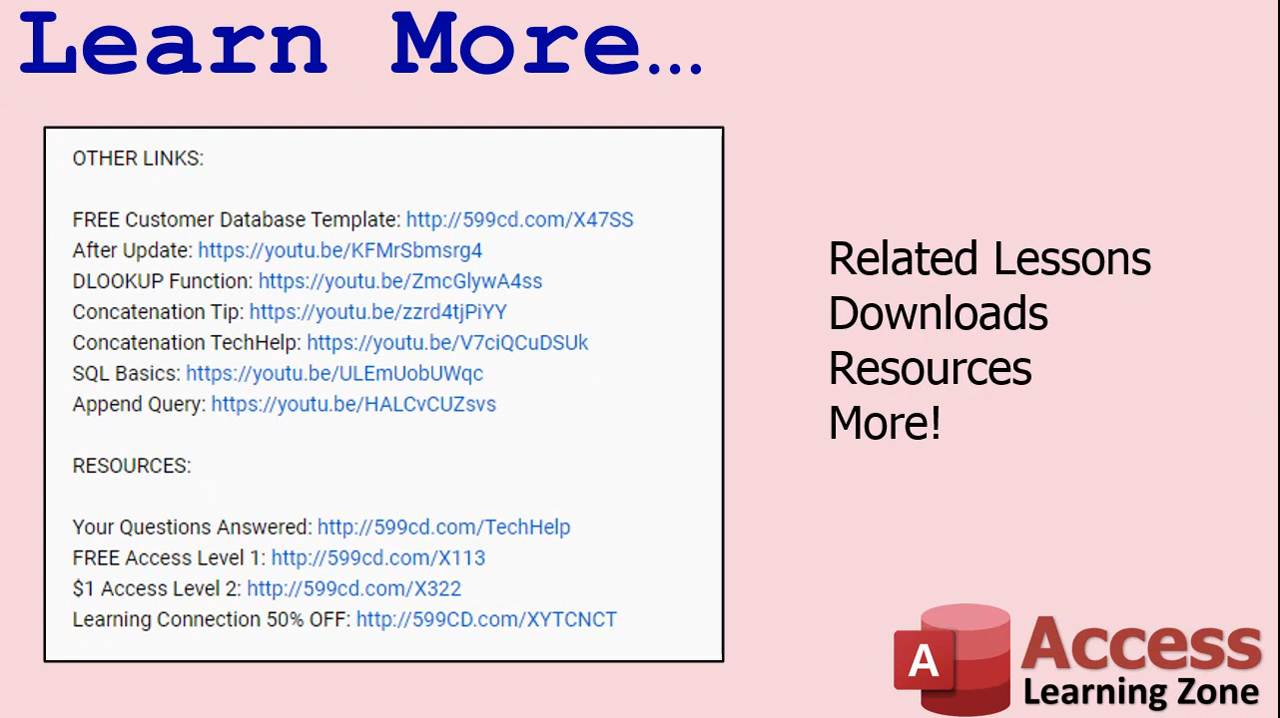 Learn More...
OTHER LINKS:
FREE Customer Database Template: http://599cd.com/X47SS
After Update: https://youtu.be/KFMrSbmsrg4
DLOOKUP Function: https://youtu.be/ZmcGlywA4ss
Concatenation Tip: https://youtu.be/zzrd4tjPiYY
Concatenation TechHelp: https://youtu.be/V7ciQCuDSUk
SQL Basics: https://youtu.be/ULEmUobUWqc
Append Query: https://youtu.be/HALCvCUZsvs
RESOURCES:
Your Questions Answered: http://599cd.com/TechHelp
FREE Access Level 1: http://599cd.com/X113
$1 Access Level 2: http://599cd.com/X322
Learning Connection 50% OFF: http://599CD.com/XYTCNCT
Related Lessons
Downloads
Resources
More!
A
Access
Learning Zone